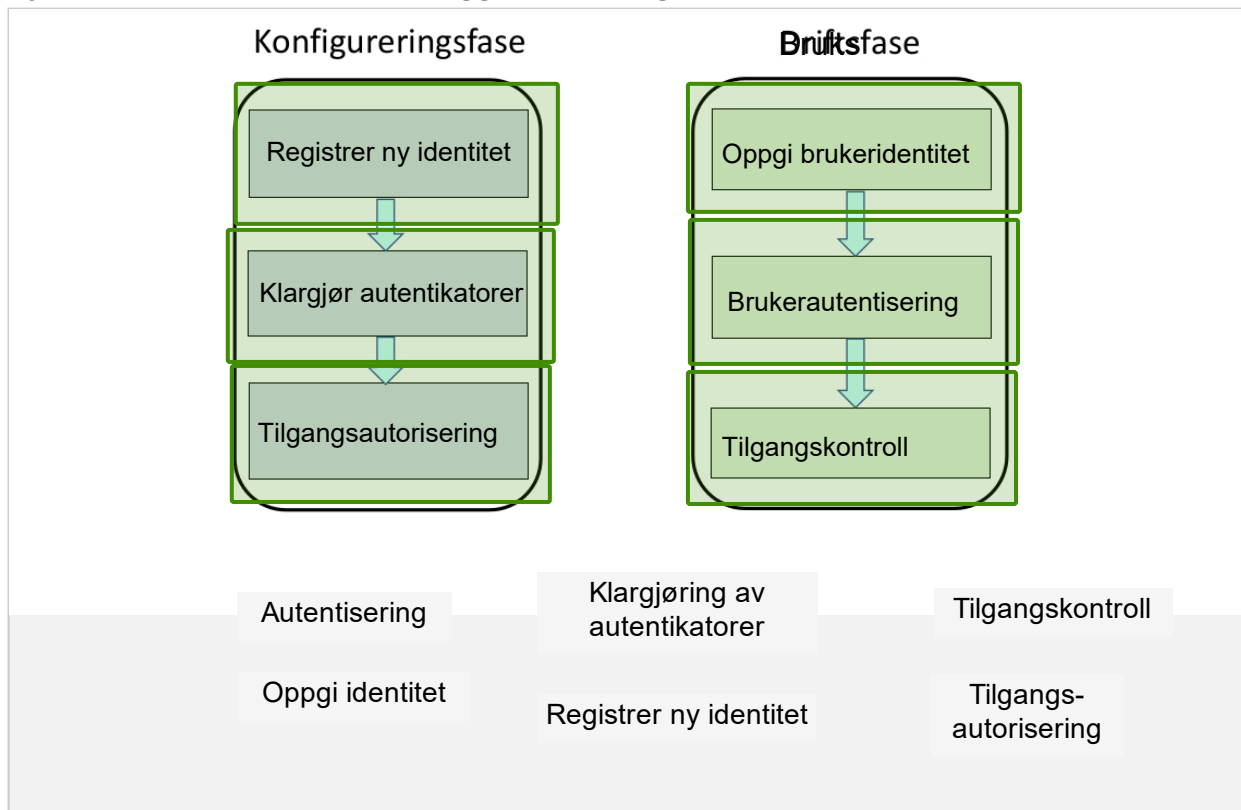 Konfigureringsfase
Bruksfase
Registrer ny identitet
Klargjør autentikatorer
Tilgangsautorisering
Oppgi brukeridentitet
Brukerautentisering
Tilgangskontroll
Autentisering
Klargjøring av
autentikatorer
Tilgangskontroll
Oppgi identitet
Registrer ny identitet
Tilgangs-
autorisering